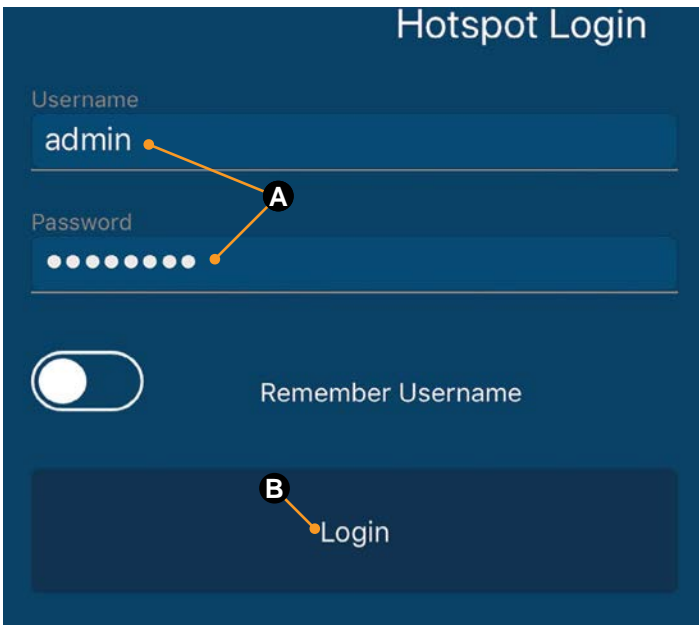 Hotspot Login
Username
admin
A
Password
••••••••
Remember Username
B
Login